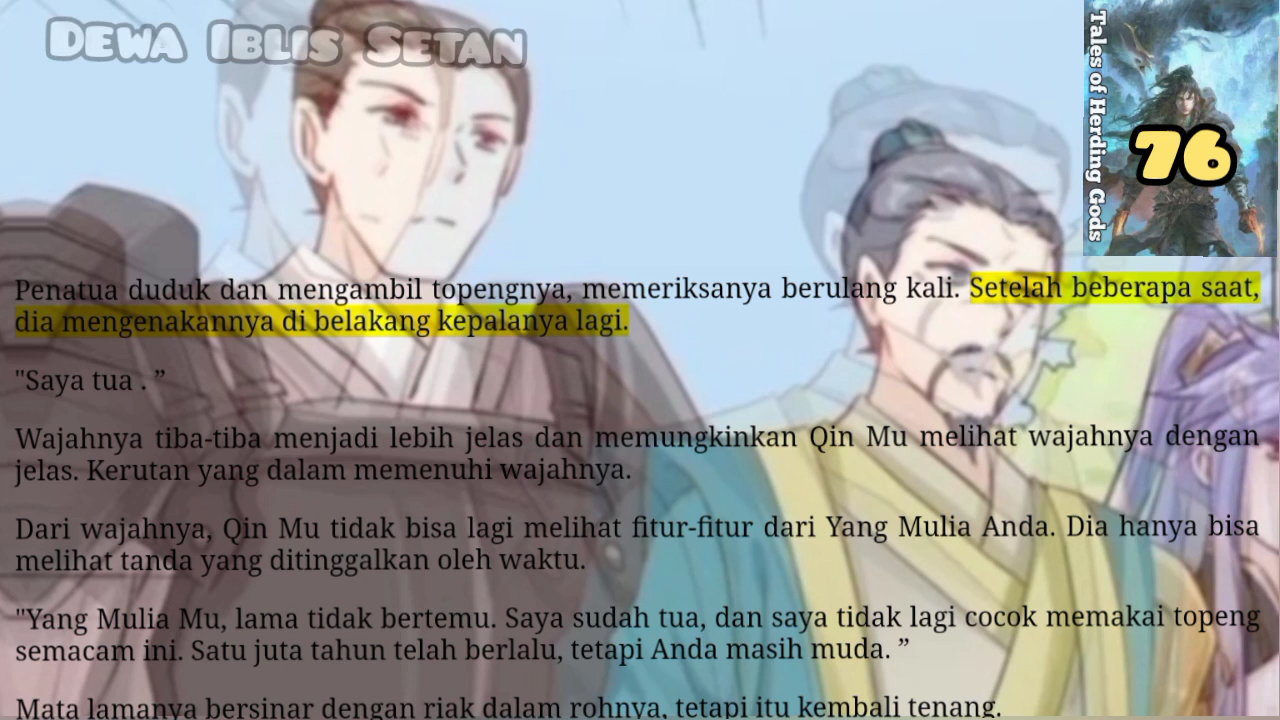 Dewa Iblis Setan
Tales of Herding Gods
76
Penatua duduk dan mengambil topengnya, memeriksanya berulang kali. Setelah beberapa saat,
dia mengenakannya di belakang kepalanya lagi.
"Saya tua . ”
Wajahnya tiba-tiba menjadi lebih jelas dan memungkinkan Qin Mu melihat wajahnya dengan
jelas. Kerutan yang dalam memenuhi wajahnya.
Dari wajahnya, Qin Mu tidak bisa lagi melihat fitur-fitur dari Yang Mulia Anda. Dia hanya bisa
melihat tanda yang ditinggalkan oleh waktu.
"Yang Mulia Mu, lama tidak bertemu. Saya sudah tua, dan saya tidak lagi cocok memakai topeng
semacam ini. Satu juta tahun telah berlalu, tetapi Anda masih muda. ”
Mata lamanya bersinar dengan riak dalam rohnya, tetapi itu kembali tenang.